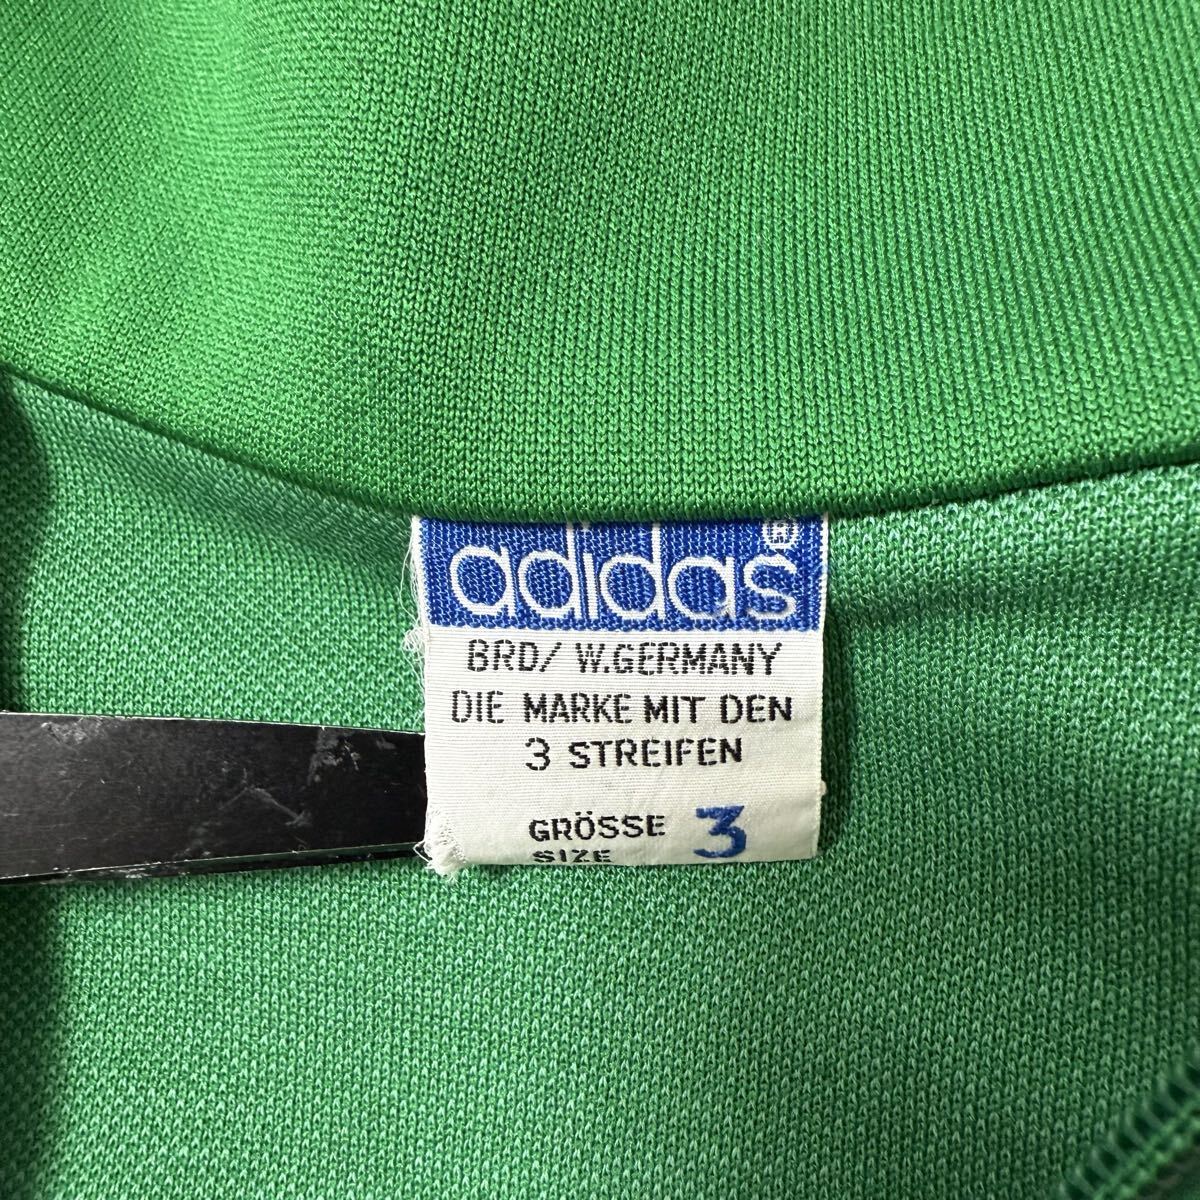 adidas®
BRD/ W.GERMANY
DIE MARKE MIT DEN
3 STREIFEN
GRÖSSE 3
SIZE